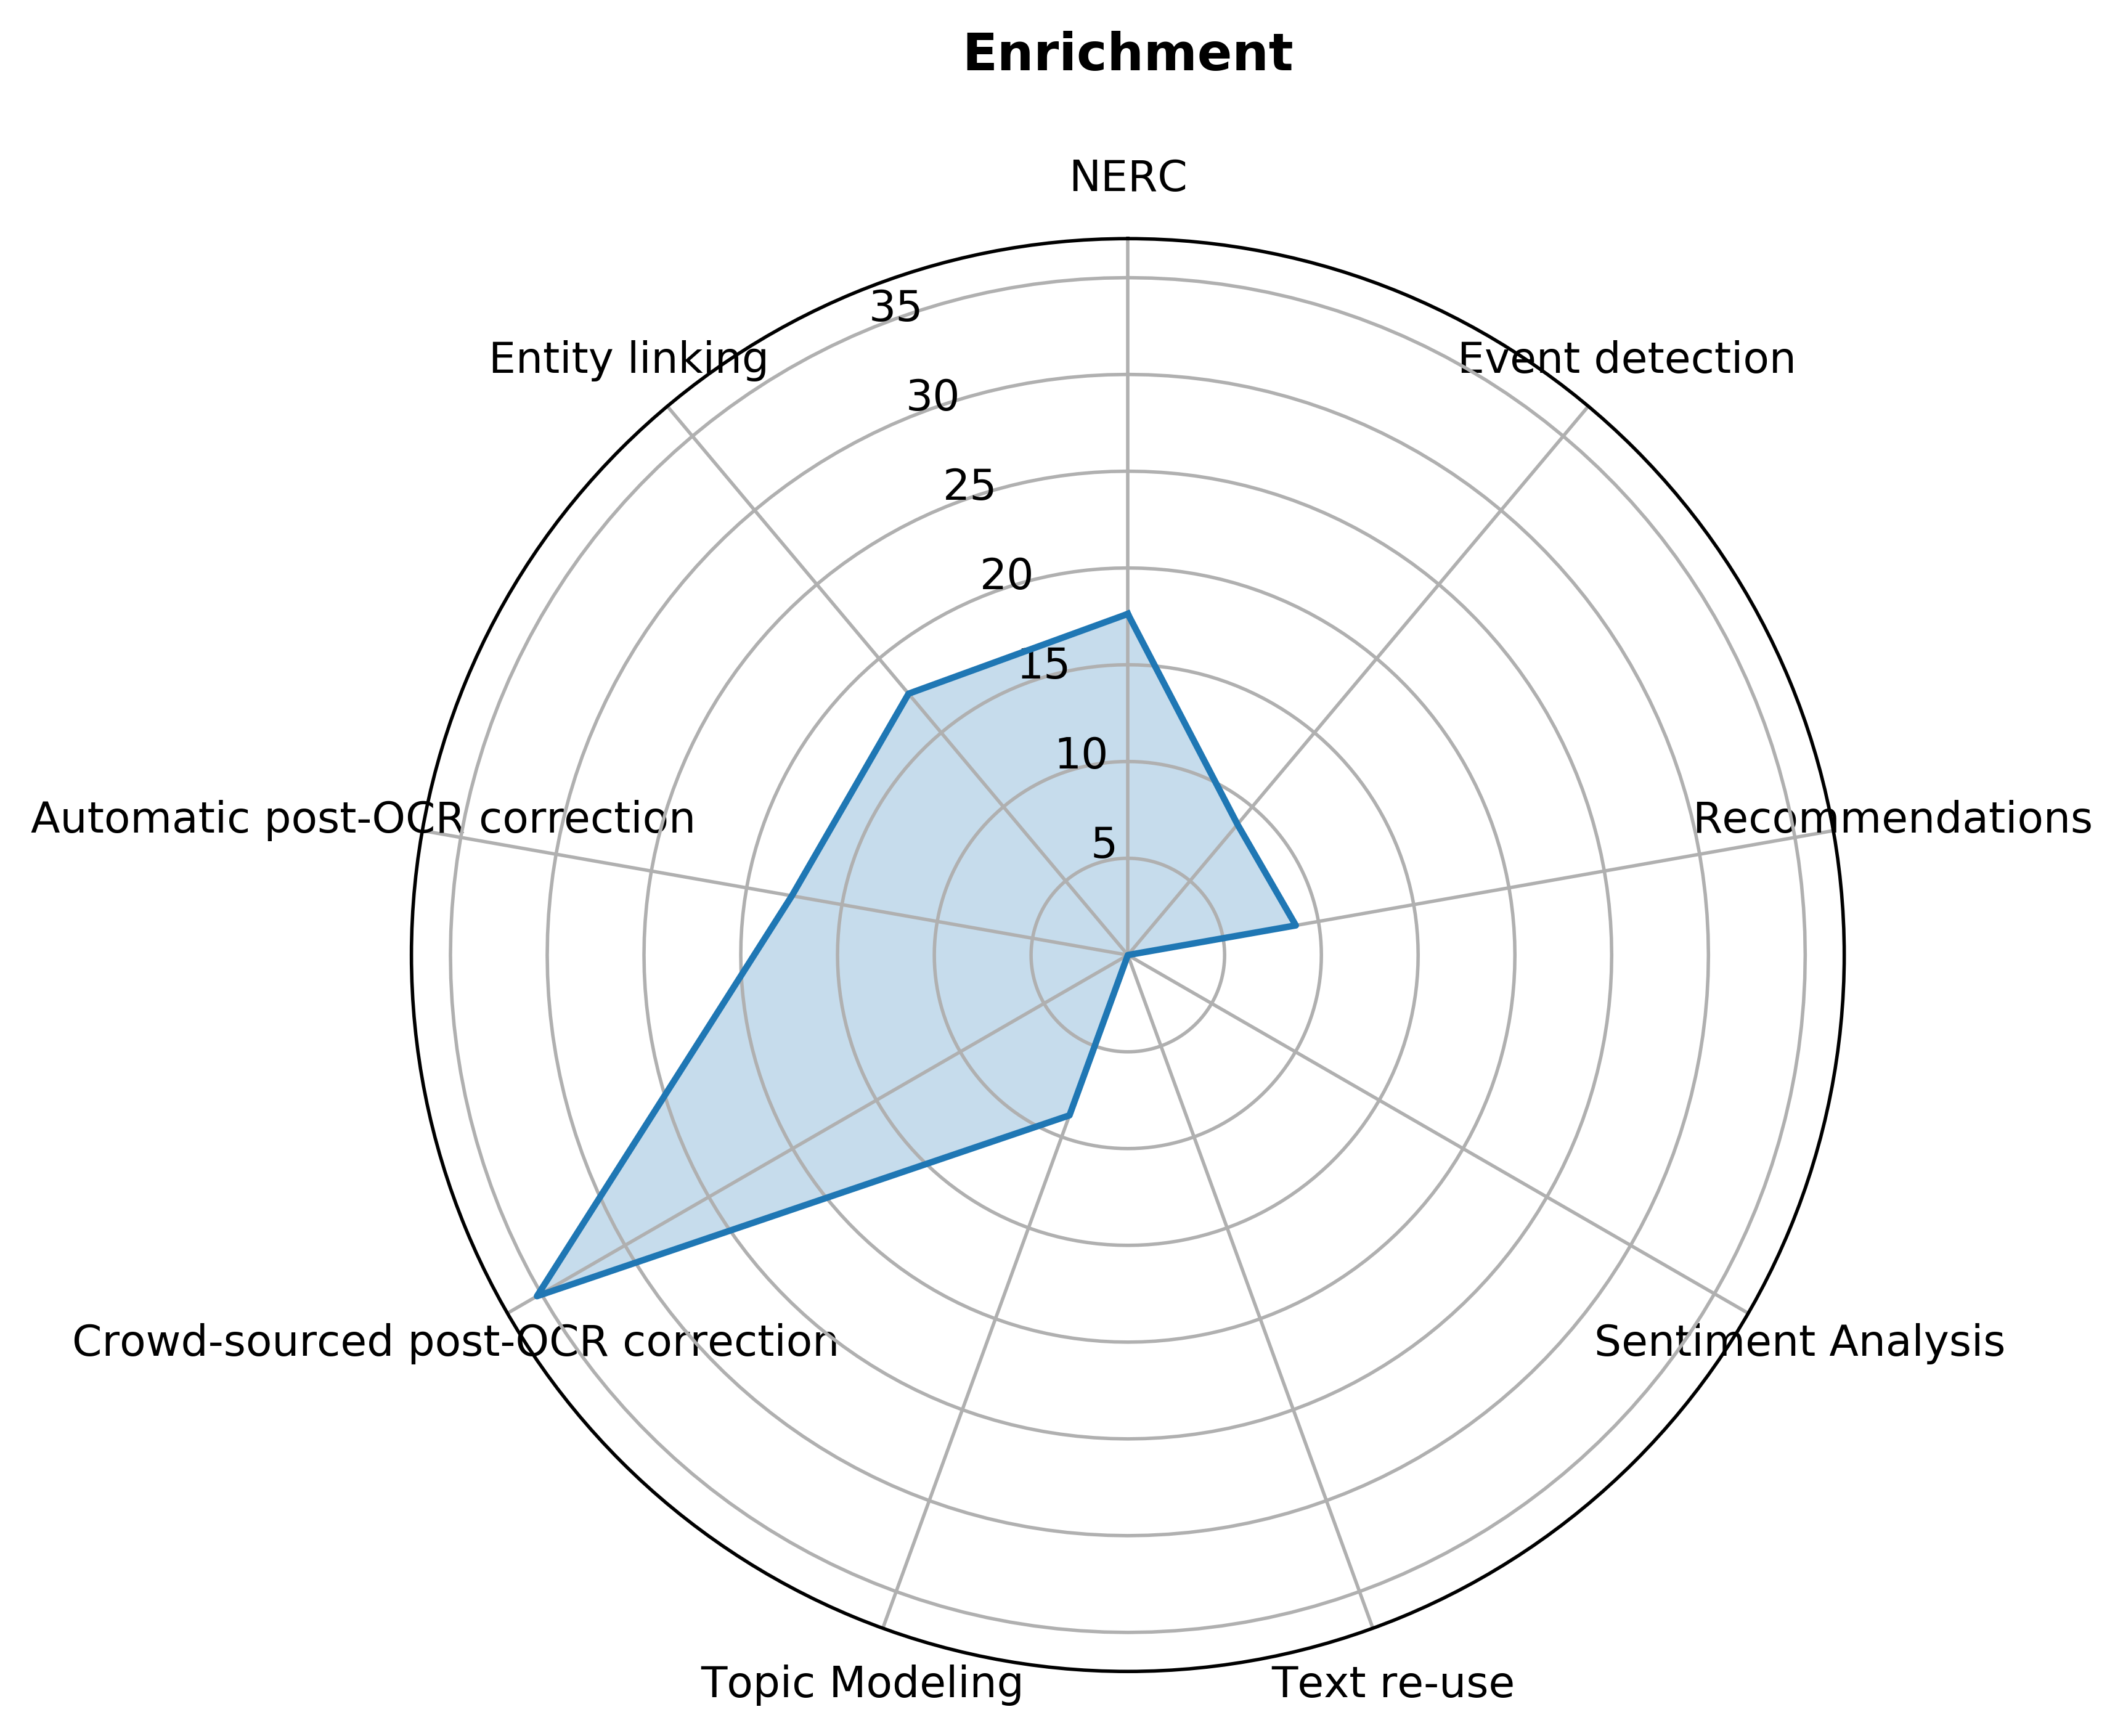 Enrichment
NERC
35
Entity linking
Event detection
30
25
20
15
10
Automatic post-OCR correction
Recommendations
5
Crowd-sourced post-OCR correction
Sentiment Analysis
Topic Modeling
Text re-use